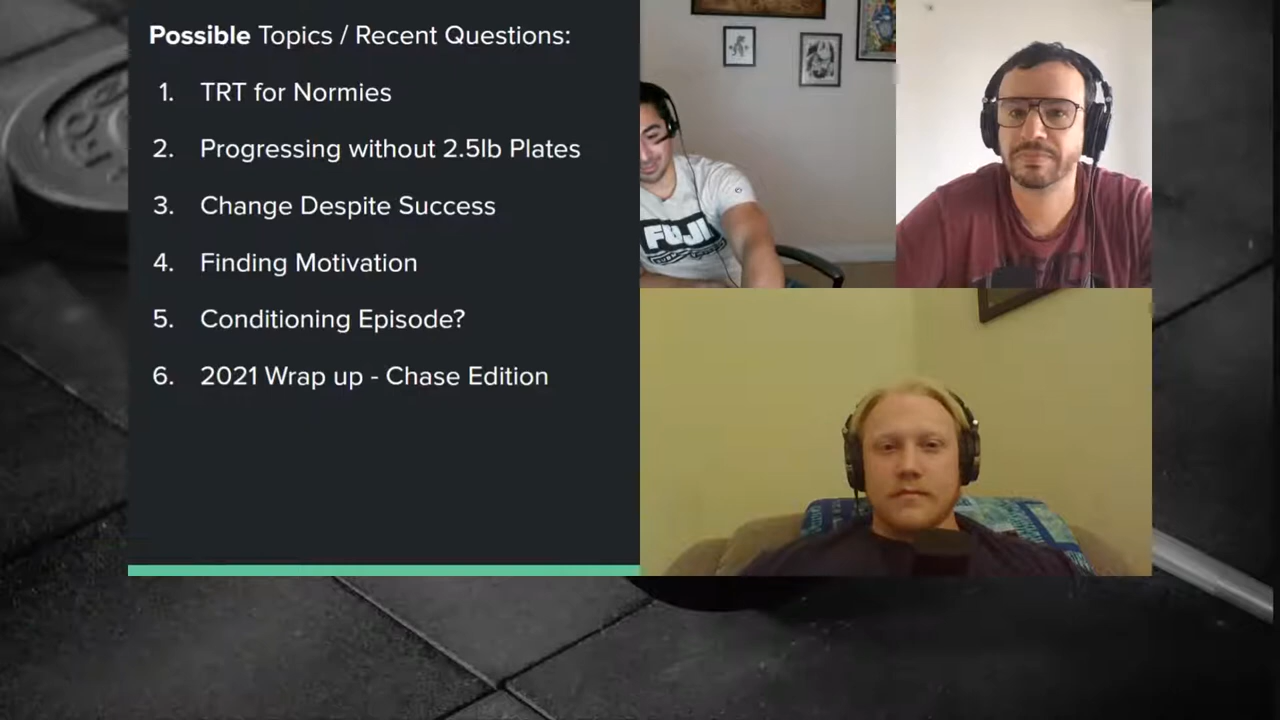 Possible Topics / Recent Questions:
1. TRT for Normies
2. Progressing without 2.5lb Plates
3. Change Despite Success
4. Finding Motivation
5. Conditioning Episode?
6. 2021 Wrap up - Chase Edition
FUJI